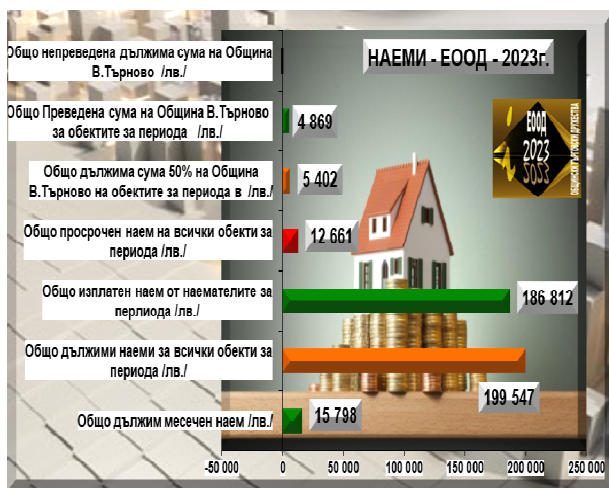 НАЕМИ - ЕООД - 2023г.
ЕООД
2023
2023
ОБЩИНСКИ ТЪРГОВСКИ ДРУЖЕСТВА
Общо непреведена дължима сума на Община
В.Търново /лв./
Общо Преведена сума на Община В.Търново
за обектите за периода /лв./
4 869
Общо дължима сума 50% на Община
В.Търново на обектите за периода в /лв./
5 402
Общо просрочен наем на всички обекти за
периода /лв./
12 661
Общо изплатен наем от наемателите за
перлиода /лв./
186 812
Общо дължими наеми за всички обекти за
периода /лв./
199 547
Общо дължим месечен наем /лв./
15 798
-50 000 0 50 000 100 000 150 000 200 000 250 000